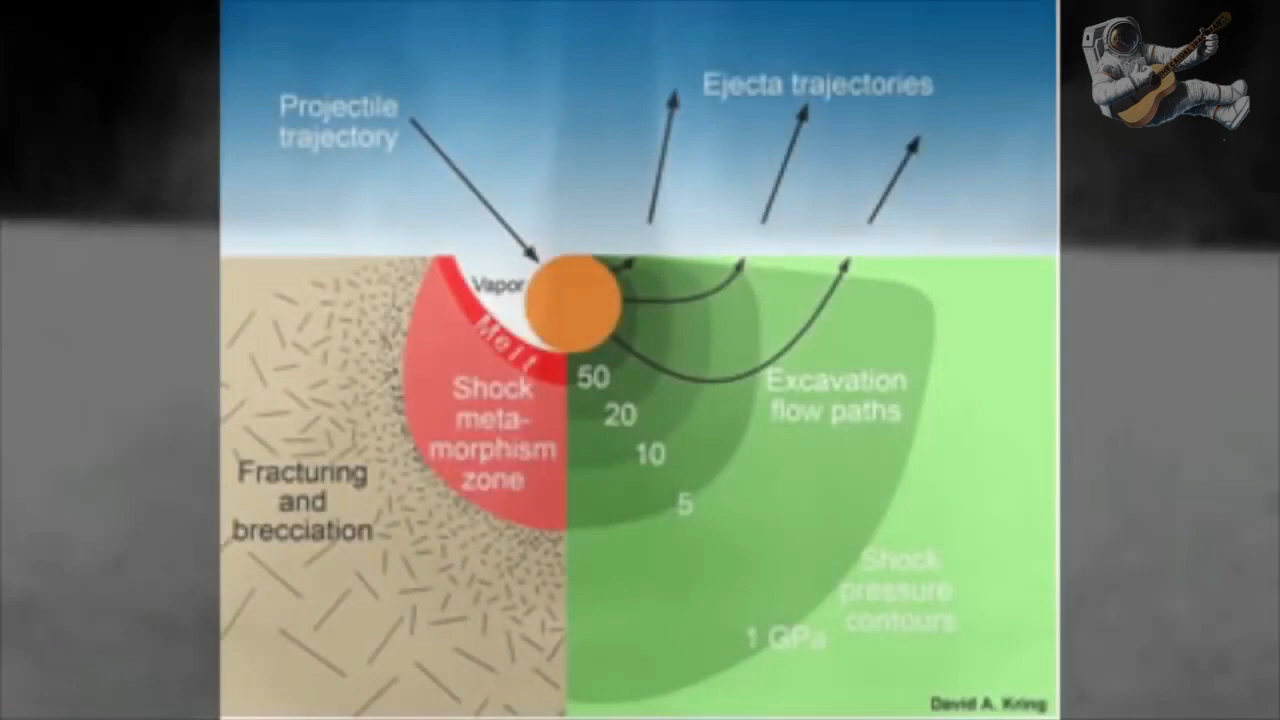 Projectile
trajectory
Ejecta trajectories
Vapor
Melt
Shock
meta-
morphism
zone
Fracturing
and
brecciation
50
20
10
5
1 GPa
Excavation
flow paths
Shock
pressure
contours
David A. Kring